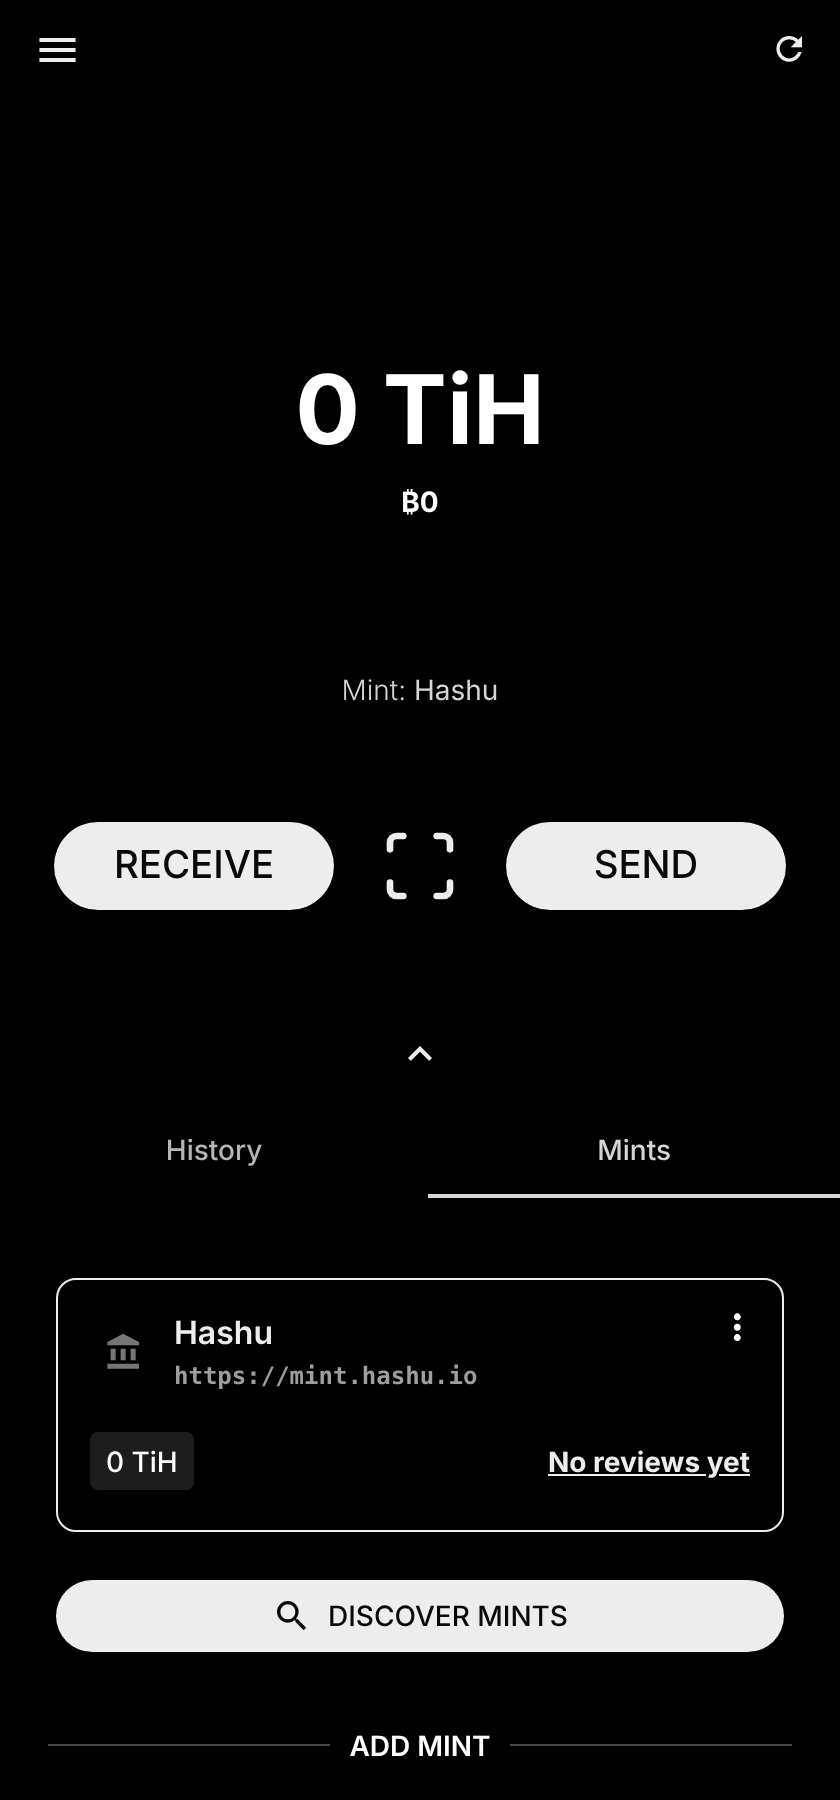 0 TiH
₿0
Mint: Hashu
RECEIVE
SEND
History
Mints
Hashu
https://mint.hashu.io
0 TiH
No reviews yet
DISCOVER MINTS
ADD MINT